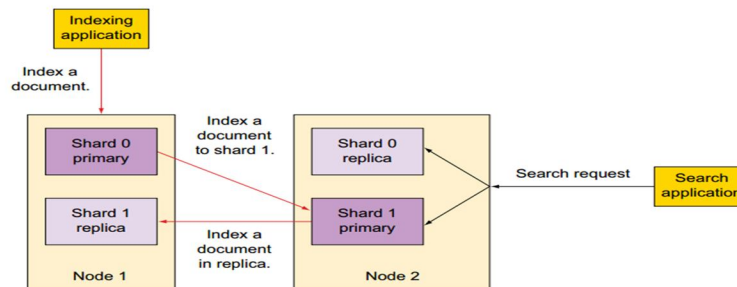 Indexing
application
Index a
document.
Index a
document
to shard 1.
Shard 0
primary
Shard 0
replica
Search request
Search
application
Shard 1
replica
Shard 1
primary
Index a
document
in replica.
Node 1
Node 2